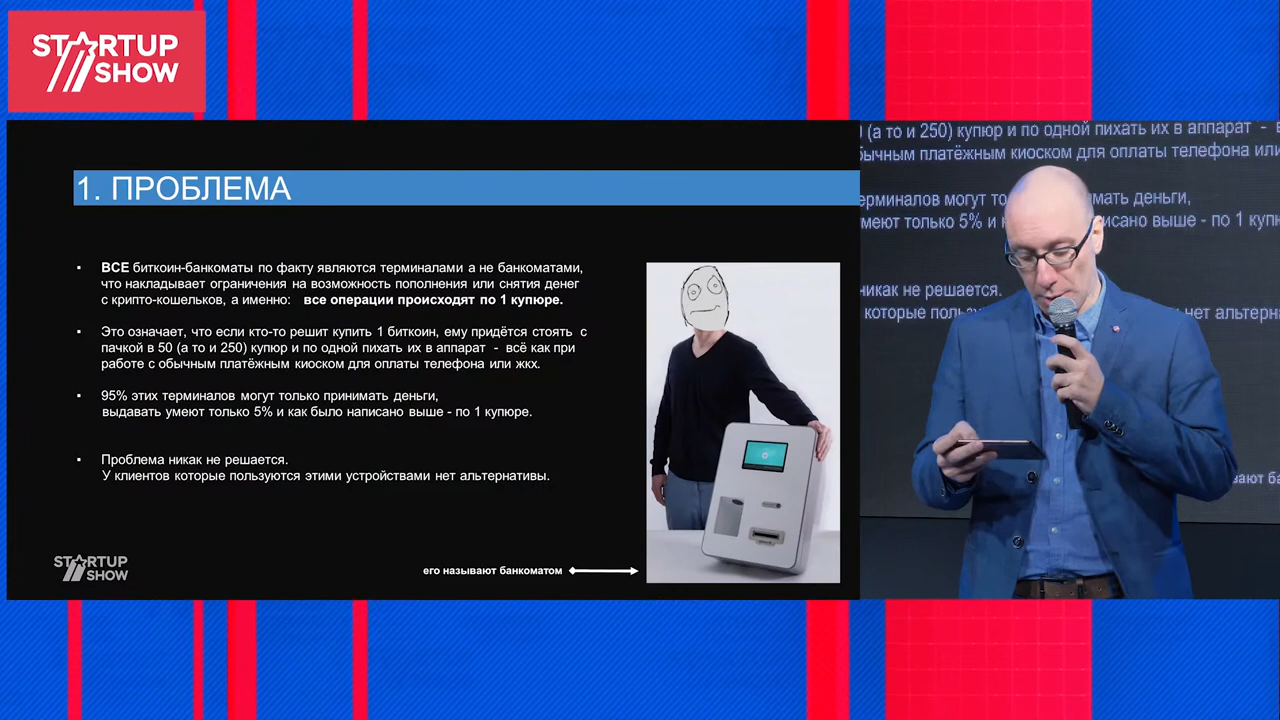 STARTUP
SHOW
1. ПРОБЛЕМА
▪ ВСЕ биткоин-банкоматы по факту являются терминалами а не банкоматами,
что накладывает ограничения на возможность пополнения или снятия денег
с крипто-кошельков, а именно: все операции происходят по 1 купюре.
▪ Это означает, что если кто-то решит купить 1 биткоин, ему придётся стоять с
пачкой в 50 (а то и 250) купюр и по одной пихать их в аппарат - всё как при
работе с обычным платёжным киоском для оплаты телефона или жкх.
▪ 95% этих терминалов могут только принимать деньги,
выдавать умеют только 5% и как было написано выше - по 1 купюре.
▪ Проблема никак не решается.
У клиентов которые пользуются этими устройствами нет альтернативы.
его называют банкоматом
STARTUP
SHOW
(а то и 250) купюр и по одной пихать их в аппарат -
бычным платёжным киоском для оплаты телефона или
ерминалов могут то мать деньги,
меют только 5% и писано выше - по 1 куп
никак не решается.
которые поль нет альтерн
вают б